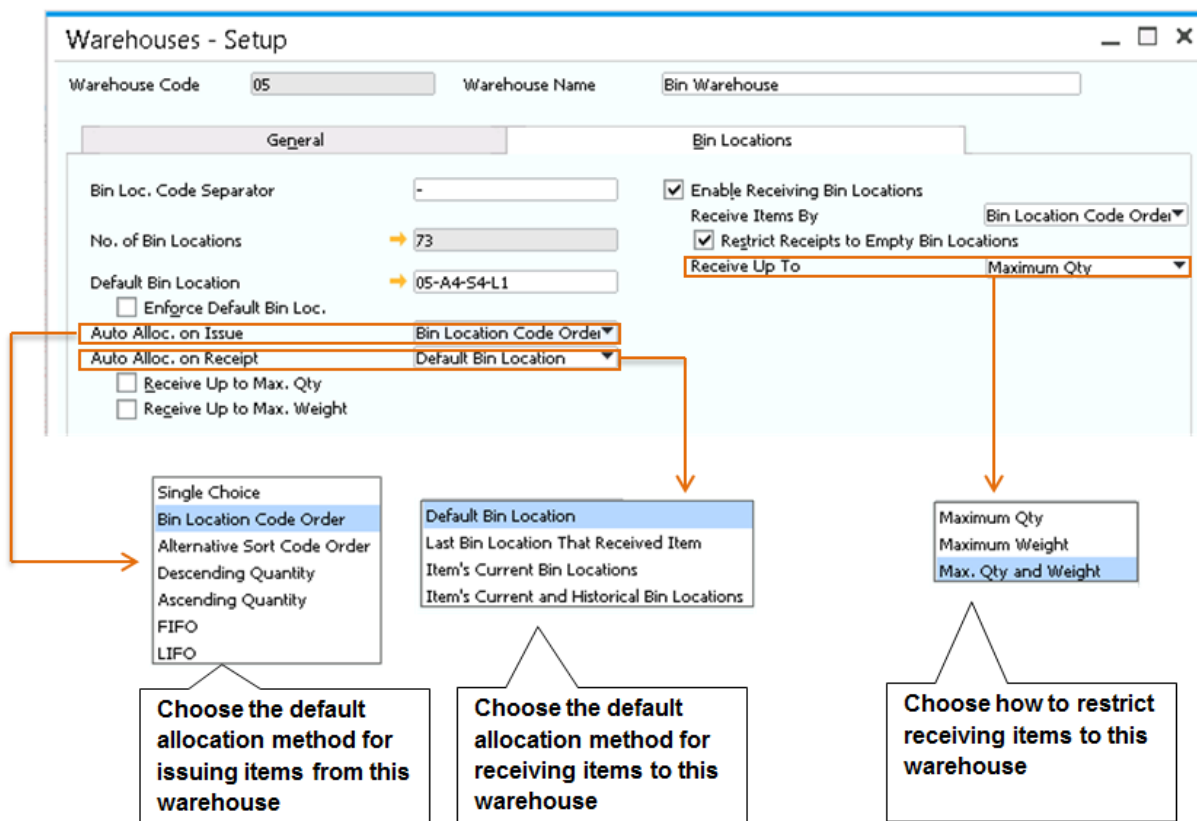 Warehouses - Setup
Warehouse Code 05 Warehouse Name Bin Warehouse
General Bin Locations
Bin Loc. Code Separator -
No. of Bin Locations 73
Default Bin Location 05-A4-S4-L1
Enforce Default Bin Loc.
Auto Alloc. on Issue Bin Location Code Order
Auto Alloc. on Receipt Default Bin Location
Receive Up to Max. Qty
Receive Up to Max. Weight
Enable Receiving Bin Locations
Receive Items By Bin Location Code Order
Restrict Receipts to Empty Bin Locations
Receive Up To Maximum Qty
Single Choice
Bin Location Code Order
Alternative Sort Code Order
Descending Quantity
Ascending Quantity
FIFO
LIFO
Default Bin Location
Last Bin Location That Received Item
Item's Current Bin Locations
Item's Current and Historical Bin Locations
Maximum Qty
Maximum Weight
Max. Qty and Weight
Choose the default
allocation method for
issuing items from this
warehouse
Choose the default
allocation method for
receiving items to this
warehouse
Choose how to restrict
receiving items to this
warehouse